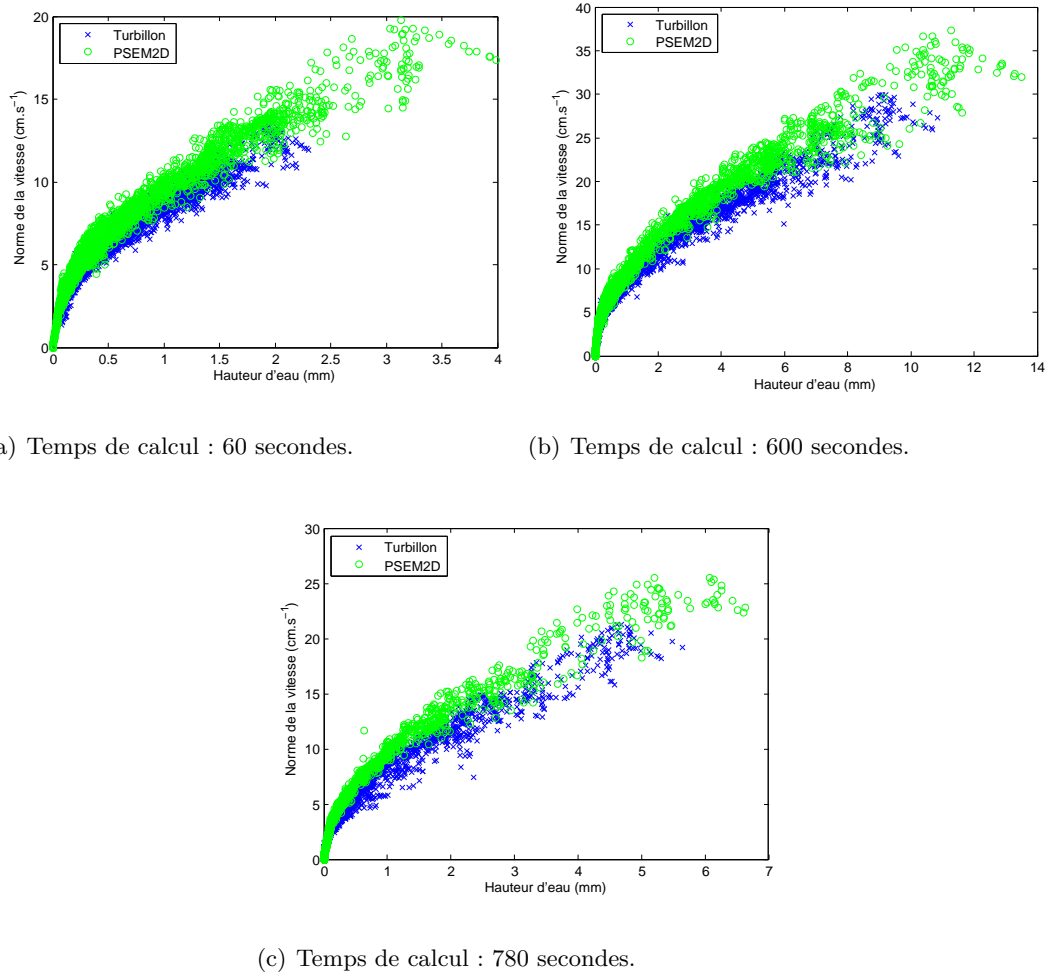 20
15
10
5
0
Norme de la vitesse (cm.s⁻¹)
Turbillon
PSEM2D
0 0.5 1 1.5 2 2.5 3 3.5 4
Hauteur d'eau (mm)
a) Temps de calcul : 60 secondes.
40
35
30
25
20
15
10
5
0
Norme de la vitesse (cm.s⁻¹)
Turbillon
PSEM2D
0 2 4 6 8 10 12 14
Hauteur d'eau (mm)
(b) Temps de calcul : 600 secondes.
30
25
20
15
10
5
0
Norme de la vitesse (cm.s⁻¹)
Turbillon
PSEM2D
0 1 2 3 4 5 6 7
Hauteur d'eau (mm)
(c) Temps de calcul : 780 secondes.